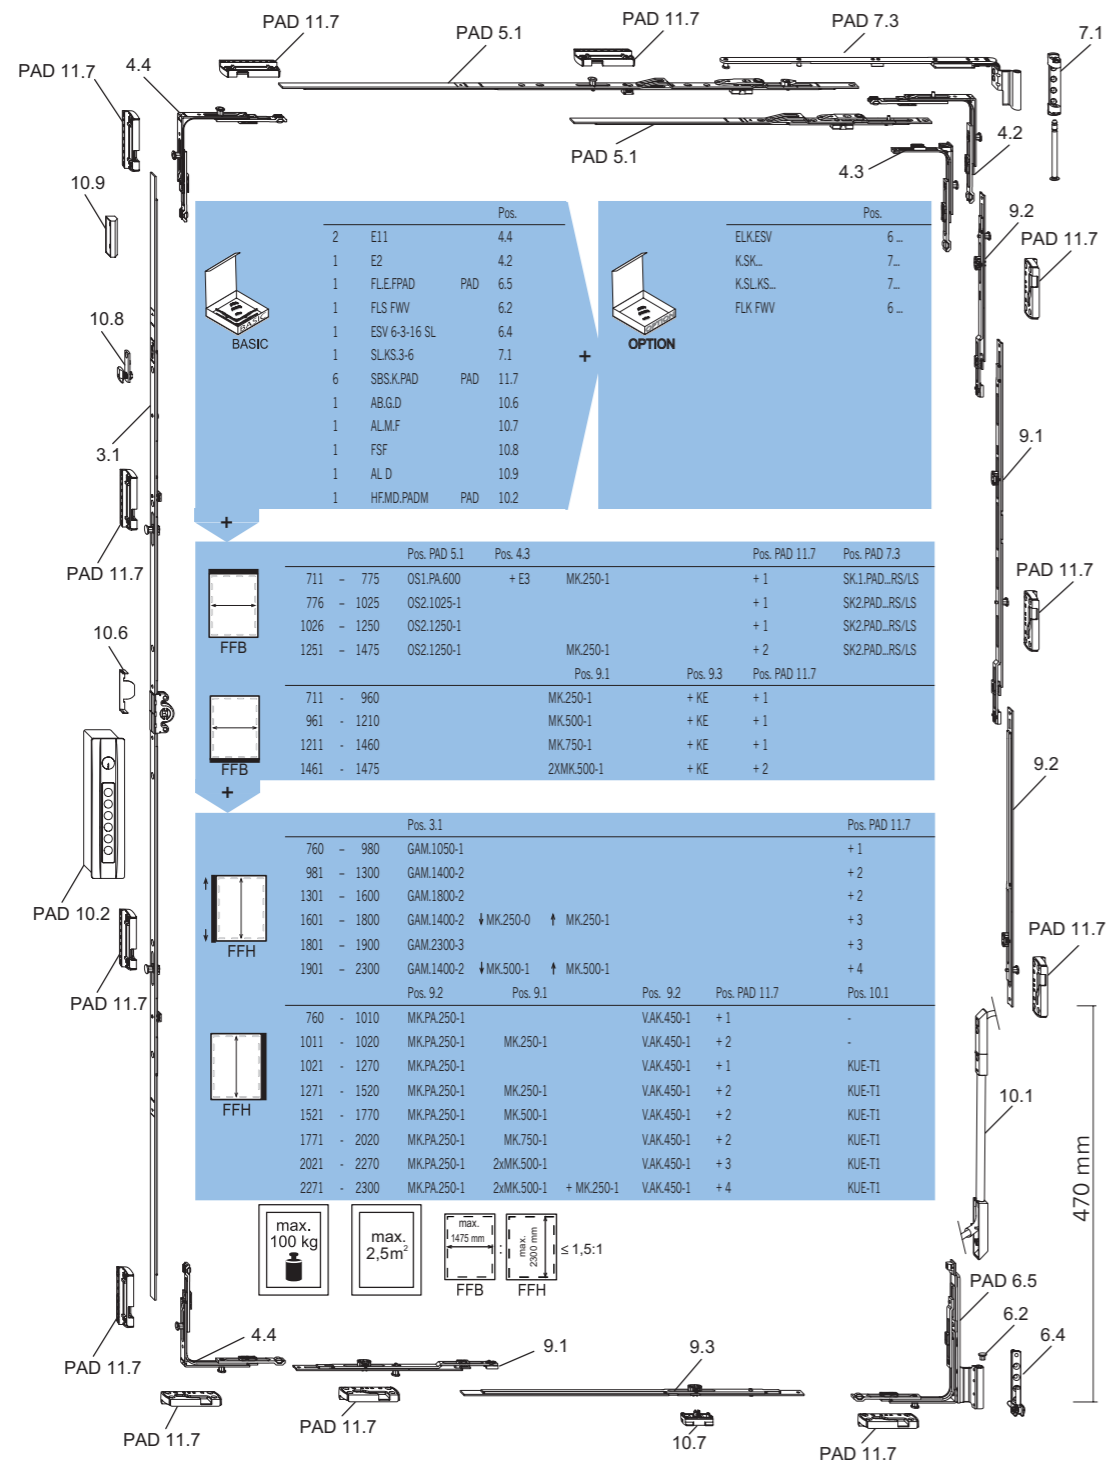 PAD 11.7
PAD 5.1
PAD 11.7
PAD 7.3
7.1
PAD 11.7
4.4
PAD 5.1
4.3
4.2
10.9
9.2
PAD 11.7
10.8
3.1
PAD 11.7
9.1
PAD 11.7
10.6
PAD 10.2
PAD 11.7
9.2
PAD 11.7
10.1
470 mm
Pos.
2 E11 4.4
1 E2 4.2
1 FL.E.FPAD PAD 6.5
1 FLS FWV 6.2
1 ESV 6-3-16 SL 6.4
1 SL.KS.3-6 7.1
6 SBS.K.PAD PAD 11.7
1 AB.G.D 10.6
1 AL.M.F 10.7
1 FSF 10.8
1 AL D 10.9
1 HF.MD.PADM PAD 10.2
BASIC
BASIC
+
Pos.
ELK.ESV 6 ...
K.SK... 7...
K.SL.KS... 7...
FLK FWV 6 ...
OPTION
OPTION
+
Pos. PAD 5.1 Pos. 4.3 Pos. PAD 11.7 Pos. PAD 7.3
711 – 775 OS1.PA.600 + E3 MK.250-1 + 1 SK.1.PAD...RS/LS
776 – 1025 OS2.1025-1 + 1 SK2.PAD...RS/LS
1026 – 1250 OS2.1250-1 + 1 SK2.PAD...RS/LS
1251 – 1475 OS2.1250-1 MK.250-1 + 2 SK2.PAD...RS/LS
FFB
Pos. 9.1 Pos. 9.3 Pos. PAD 11.7
711 - 960 MK.250-1 + KE + 1
961 - 1210 MK.500-1 + KE + 1
1211 - 1460 MK.750-1 + KE + 1
1461 - 1475 2XMK.500-1 + KE + 2
FFB
+
Pos. 3.1 Pos. PAD 11.7
760 – 980 GAM.1050-1 + 1
981 – 1300 GAM.1400-2 + 2
1301 – 1600 GAM.1800-2 + 2
1601 – 1800 GAM.1400-2 ↓MK.250-0 ↑ MK.250-1 + 3
1801 – 1900 GAM.2300-3 + 3
1901 – 2300 GAM.1400-2 ↓MK.500-1 ↑ MK.500-1 + 4
FFH
Pos. 9.2 Pos. 9.1 Pos. 9.2 Pos. PAD 11.7 Pos. 10.1
760 - 1010 MK.PA.250-1 V.AK.450-1 + 1 -
1011 - 1020 MK.PA.250-1 MK.250-1 V.AK.450-1 + 2 -
1021 - 1270 MK.PA.250-1 V.AK.450-1 + 1 KUE-T1
1271 - 1520 MK.PA.250-1 MK.250-1 V.AK.450-1 + 2 KUE-T1
1521 - 1770 MK.PA.250-1 MK.500-1 V.AK.450-1 + 2 KUE-T1
1771 - 2020 MK.PA.250-1 MK.750-1 V.AK.450-1 + 2 KUE-T1
2021 - 2270 MK.PA.250-1 2xMK.500-1 V.AK.450-1 + 3 KUE-T1
2271 - 2300 MK.PA.250-1 2xMK.500-1 + MK.250-1 V.AK.450-1 + 4 KUE-T1
FFH
max.
100 kg
max.
2,5m²
max.
1475 mm
FFB
:
max.
2300 mm
FFH
≤ 1,5:1
PAD 6.5
6.2
6.4
PAD 11.7
4.4
9.1
9.3
PAD 11.7
PAD 11.7
10.7
PAD 11.7